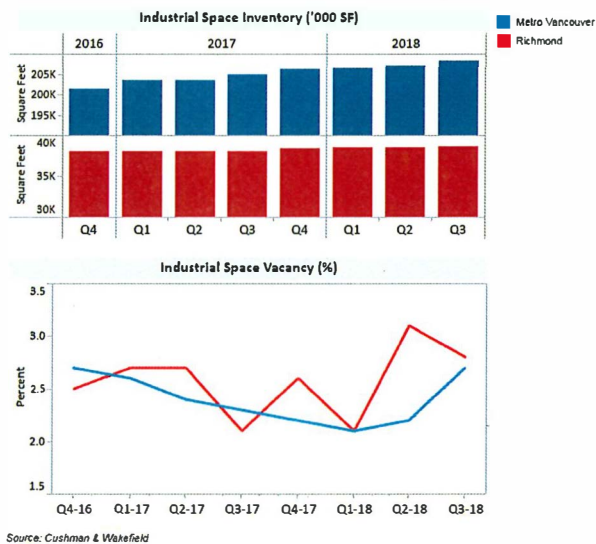 Industrial Space Inventory ('000 SF)
Metro Vancouver
Richmond
2016 2017 2018
Square Feet
205K
200K
195K
Square Feet
40K
35K
30K
Q4 Q1 Q2 Q3 Q4 Q1 Q2 Q3
Industrial Space Vacancy (%)
Percent
3.5
3.0
2.5
2.0
1.5
Q4-16 Q1-17 Q2-17 Q3-17 Q4-17 Q1-18 Q2-18 Q3-18
Source: Cushman & Wakefield